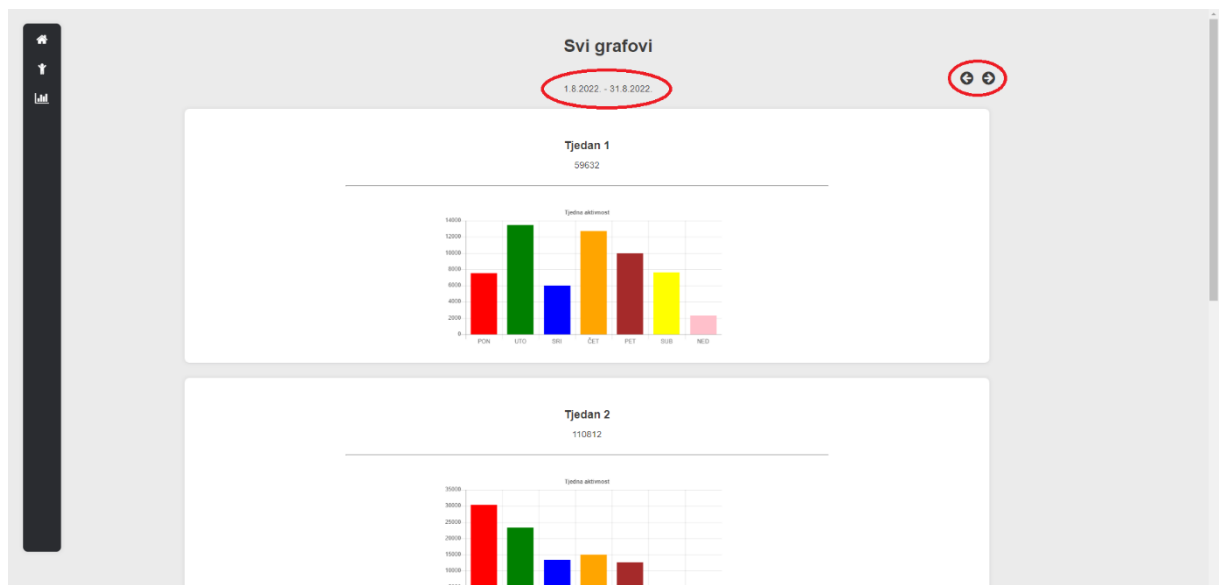 Svi grafovi
1.8.2022. - 31.8.2022.
Tjedan 1
59632
Tjedna aktivnost
14000
12000
10000
8000
6000
4000
2000
0
PON UTO SRI ČET PET SUB NED
Tjedan 2
110812
Tjedna aktivnost
35000
30000
25000
20000
15000
10000